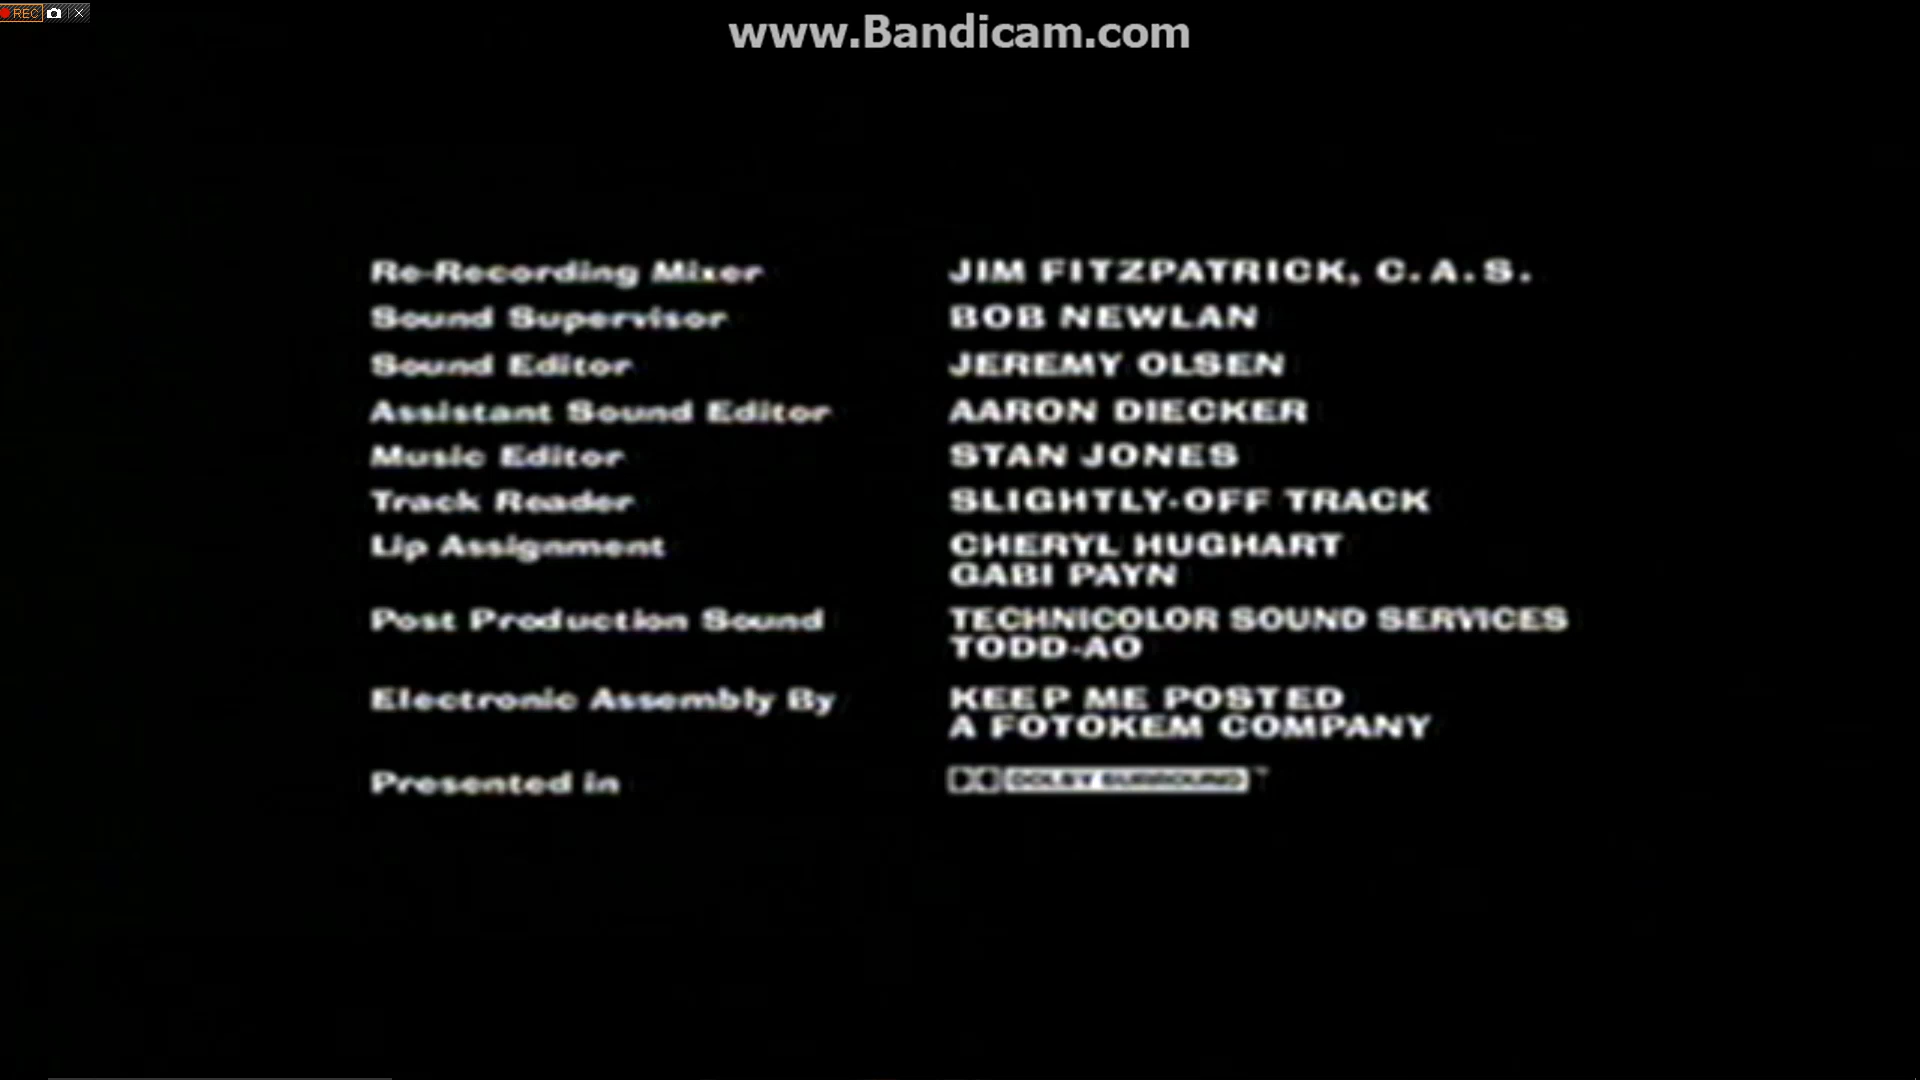 REC
www.Bandicam.com
Re-Recording Mixer JIM FITZPATRICK, C.A.S.
Sound Supervisor BOB NEWLAN
Sound Editor JEREMY OLSEN
Assistant Sound Editor AARON DIECKER
Music Editor STAN JONES
Track Reader SLIGHTLY-OFF TRACK
Lip Assignment CHERYL HUGHART
GABI PAYN
Post Production Sound TECHNICOLOR SOUND SERVICES
TODD-AO
Electronic Assembly By KEEP ME POSTED
A FOTOKEM COMPANY
Presented in DOLBY SURROUND